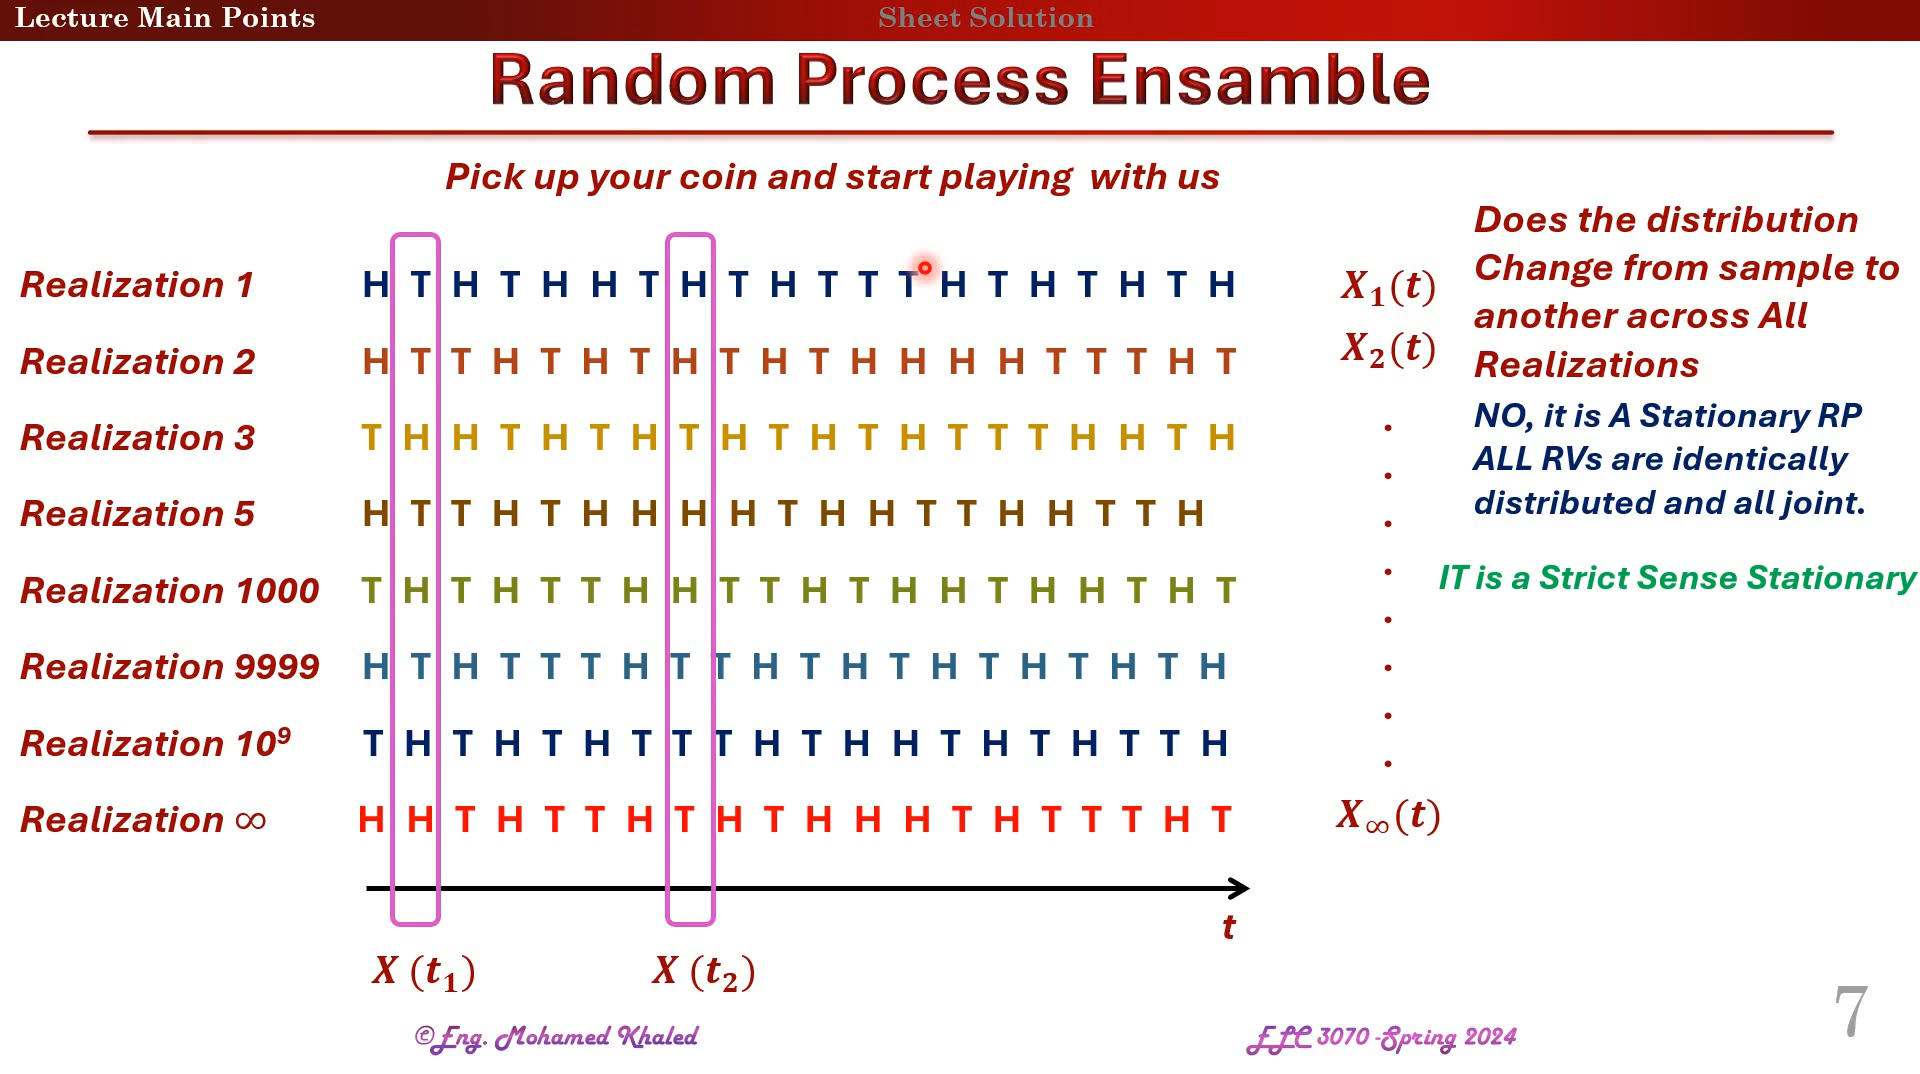 Lecture Main Points
Sheet Solution
Random Process Ensamble
Pick up your coin and start playing with us
Realization 1 H T H T H H T H T H T T T H T H T H T H X₁(t)
Realization 2 H T T H T H T H T H T H H H H T T T H T X₂(t)
Realization 3 T H H T H T H T H T H T H T T T H H T H
Realization 5 H T T H T H H H H T H H T T H H T T H
Realization 1000 T H T H T T H H T T H T H H T H H T H T
Realization 9999 H T H T T T H T T H T H T H T H T H T H
Realization 10⁹ T H T H T H T T T H T H H T H T H T T H
Realization ∞ H H T H T T H T H T H H H T H T T T H T X∞(t)
t
X (t₁) X (t₂)
Does the distribution
Change from sample to
another across All
Realizations
NO, it is A Stationary RP
ALL RVs are identically
distributed and all joint.
IT is a Strict Sense Stationary
©Eng. Mohamed Khaled
ELC 3070 -Spring 2024
7